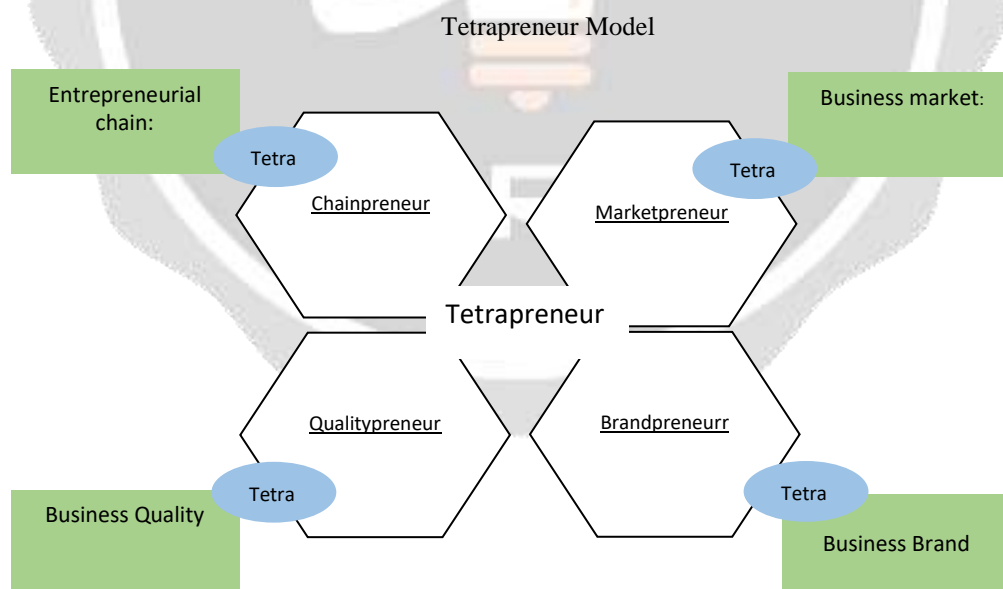 Tetrapreneur Model
Entrepreneurial
chain:
Business market:
Tetra
Tetra
Chainpreneur
Marketpreneur
Tetrapreneur
Qualitypreneur
Brandpreneurr
Tetra
Tetra
Business Quality
Business Brand